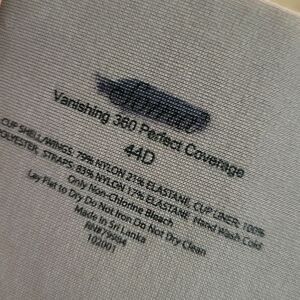 Vanishing 360 Perfect Coverage
44D
CUP SHELL/WINGS: 79% NYLON 21% ELASTANE, CUP LINER: 100%
POLYESTER, STRAPS: 83% NYLON 17% ELASTANE, Hand Wash Cold
Only Non-Chlorine Bleach
Lay Flat to Dry Do Not Iron Do Not Dry Clean
Made in Sri Lanka
RN#79984
102001